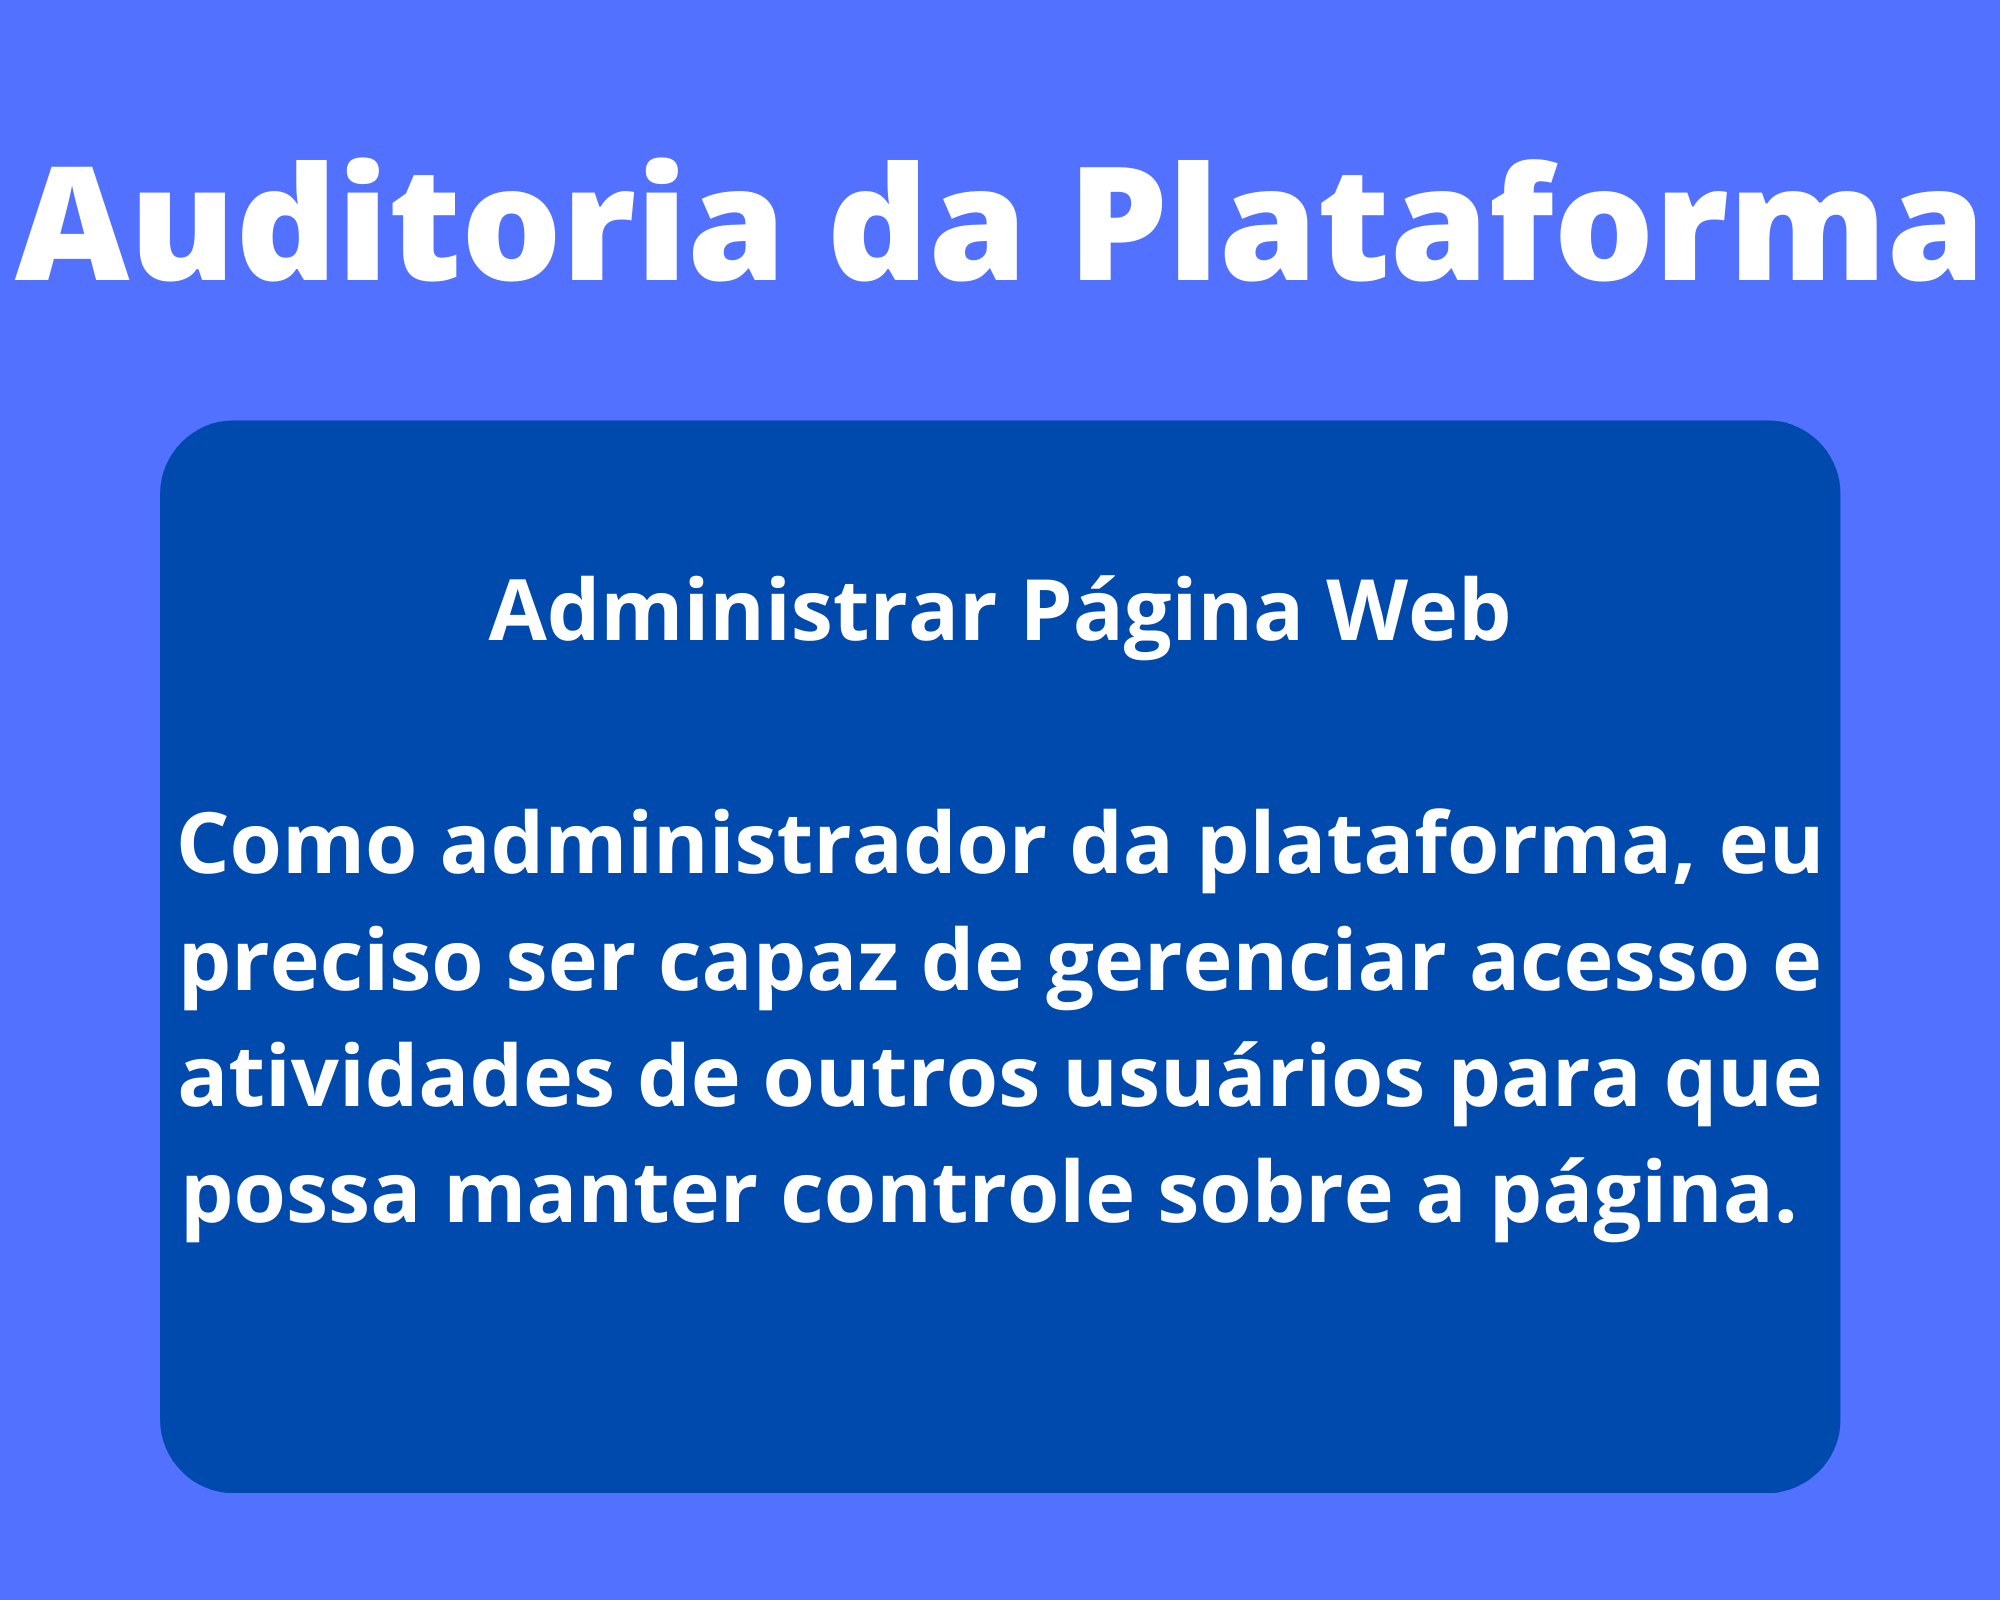 Auditoria da Plataforma
Administrar Página Web
Como administrador da plataforma, eu
preciso ser capaz de gerenciar acesso e
atividades de outros usuários para que
possa manter controle sobre a página.